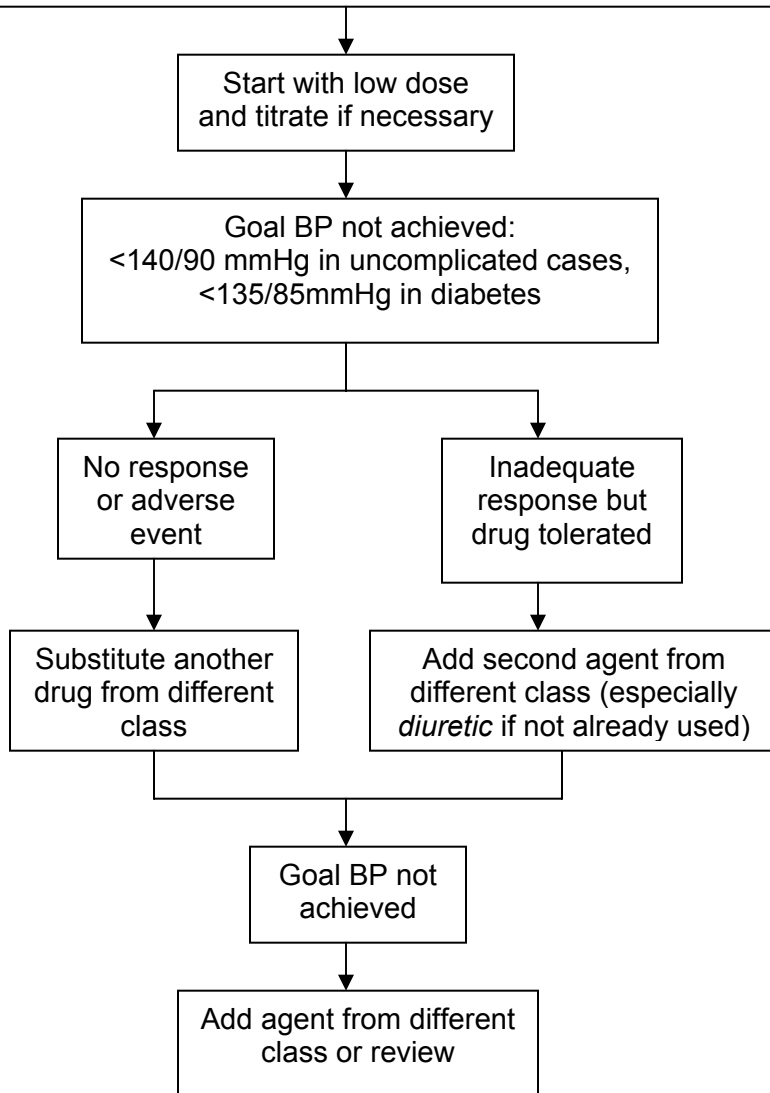 Start with low dose
and titrate if necessary
Goal BP not achieved:
<140/90 mmHg in uncomplicated cases,
<135/85mmHg in diabetes
No response
or adverse
event
Inadequate
response but
drug tolerated
Substitute another
drug from different
class
Add second agent from
different class (especially
diuretic if not already used)
Goal BP not
achieved
Add agent from different
class or review